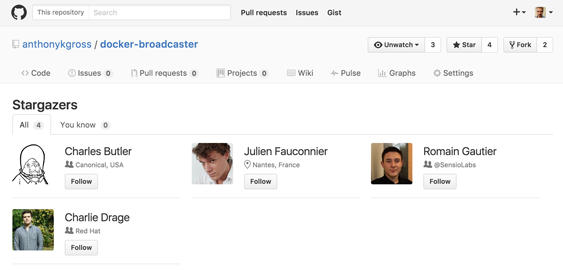 This repository Search Pull requests Issues Gist
anthonykgross / docker-broadcaster Unwatch 3 Star 4 Fork 2
Code Issues 0 Pull requests 0 Projects 0 Wiki Pulse Graphs Settings
Stargazers
All 4 You know 0
Charles Butler
Canonical, USA
Follow
Julien Fauconnier
Nantes, France
Follow
Romain Gautier
@SensioLabs
Follow
Charlie Drage
Red Hat
Follow